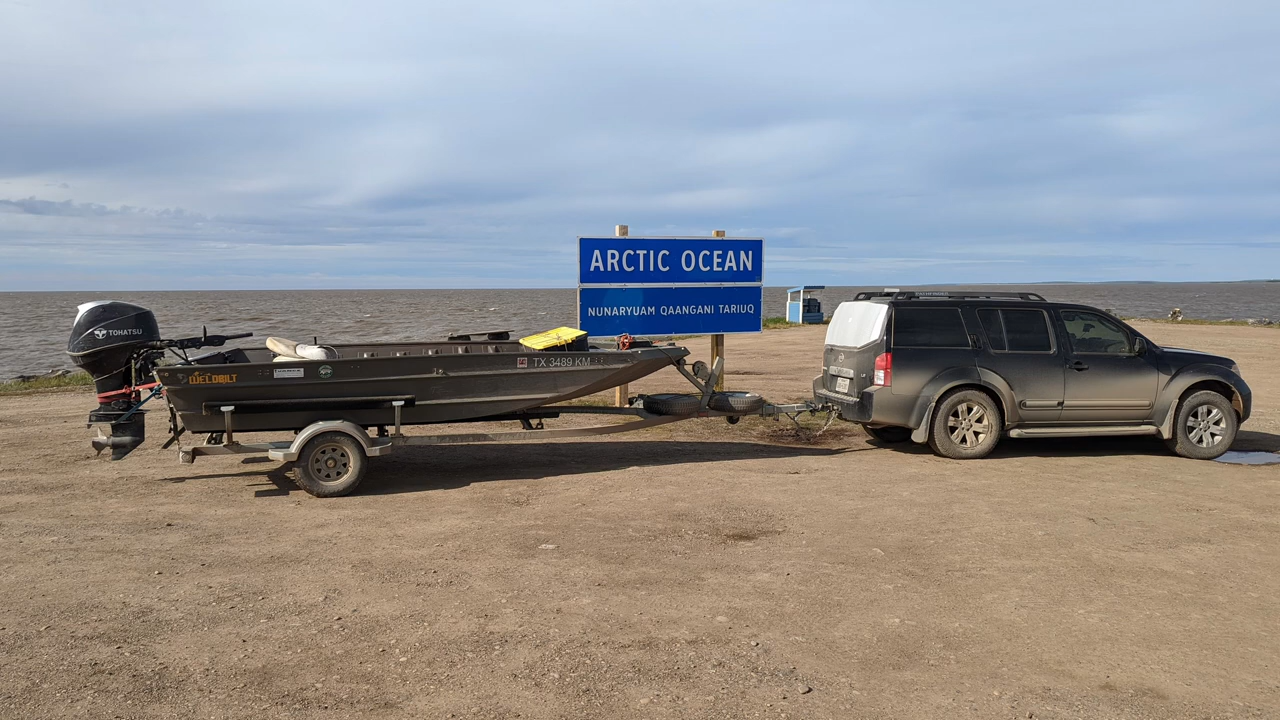 ARCTIC OCEAN
NUNARYUAM QAANGANI TARIUQ
TOHATSU
WELDBILT
TX 3489 KM